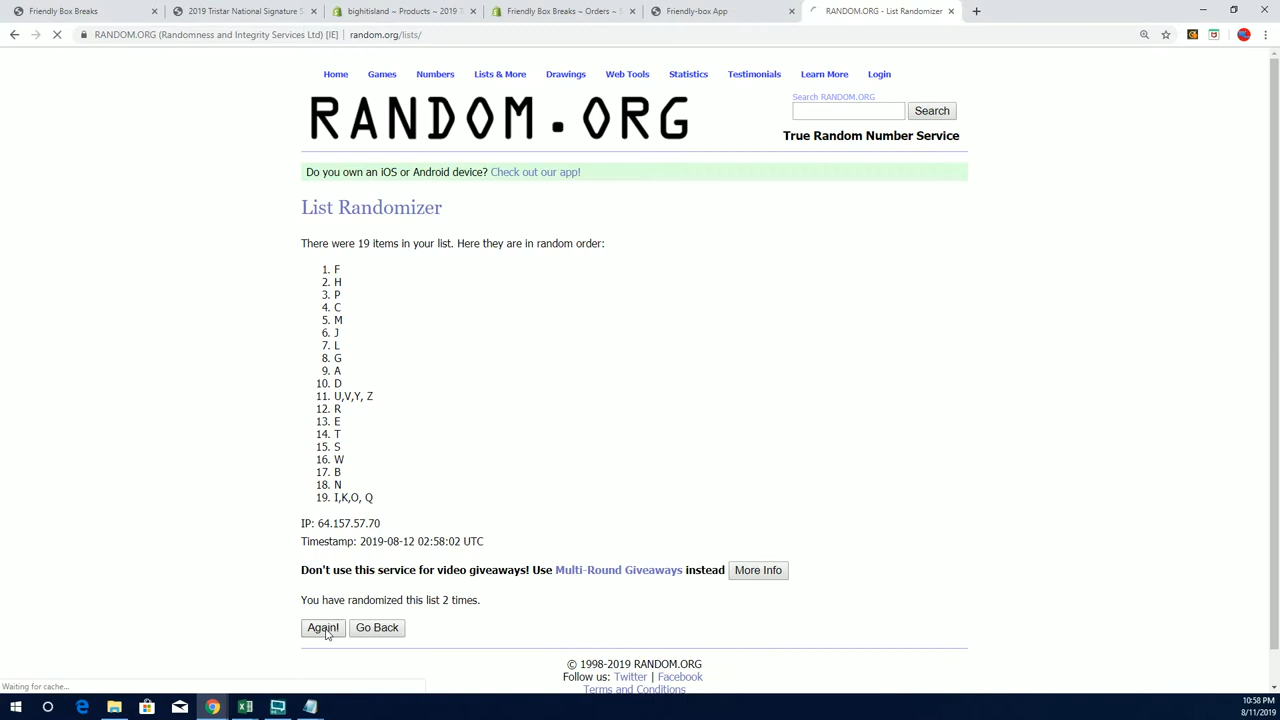 Friendly Box Breaks
2019 Tristar National Signature S
bighitisland ~ Products ~ 2019 T
Friendly Box Breaks ~ Orders ~ S
Friendly-box App
RANDOM.ORG - List Randomizer
RANDOM.ORG (Randomness and Integrity Services Ltd) [IE] | random.org/lists/
Home Games Numbers Lists & More Drawings Web Tools Statistics Testimonials Learn More Login
RANDOM.ORG
Search RANDOM.ORG
Search
True Random Number Service
Do you own an iOS or Android device? Check out our app!
List Randomizer
There were 19 items in your list. Here they are in random order:
1. F
2. H
3. P
4. C
5. M
6. J
7. L
8. G
9. A
10. D
11. U,V,Y, Z
12. R
13. E
14. T
15. S
16. W
17. B
18. N
19. I,K,O, Q
IP: 64.157.57.70
Timestamp: 2019-08-12 02:58:02 UTC
Don't use this service for video giveaways! Use Multi-Round Giveaways instead More Info
You have randomized this list 2 times.
Again! Go Back
© 1998-2019 RANDOM.ORG
Follow us: Twitter | Facebook
Terms and Conditions
Waiting for cache...
10:58 PM
8/11/2019